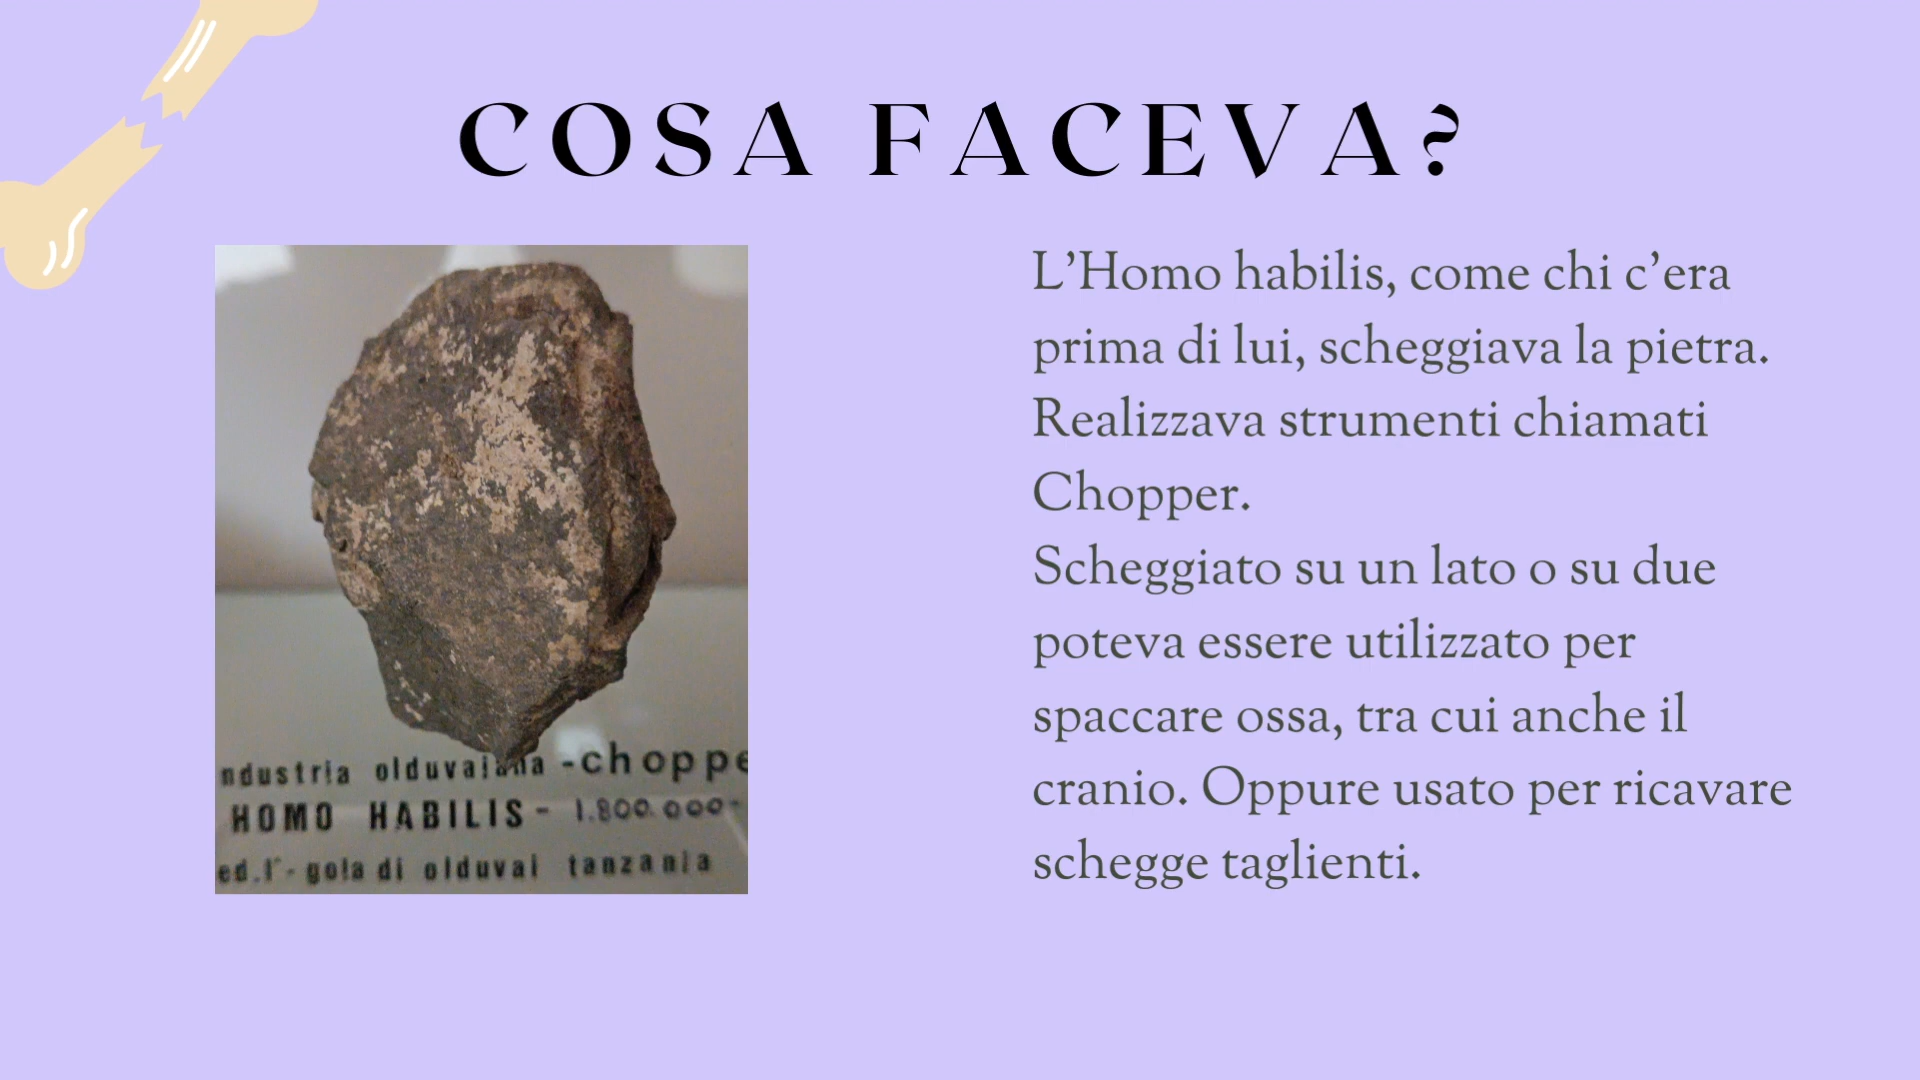 COSA FACEVA?
L’Homo habilis, come chi c’era
prima di lui, scheggiava la pietra.
Realizzava strumenti chiamati
Chopper.
Scheggiato su un lato o su due
poteva essere utilizzato per
spaccare ossa, tra cui anche il
cranio. Oppure usato per ricavare
schegge taglienti.
ndustria olduvaiana -choppe
HOMO HABILIS- 1.800.000-
ed.I°- gola di olduvai tanzania